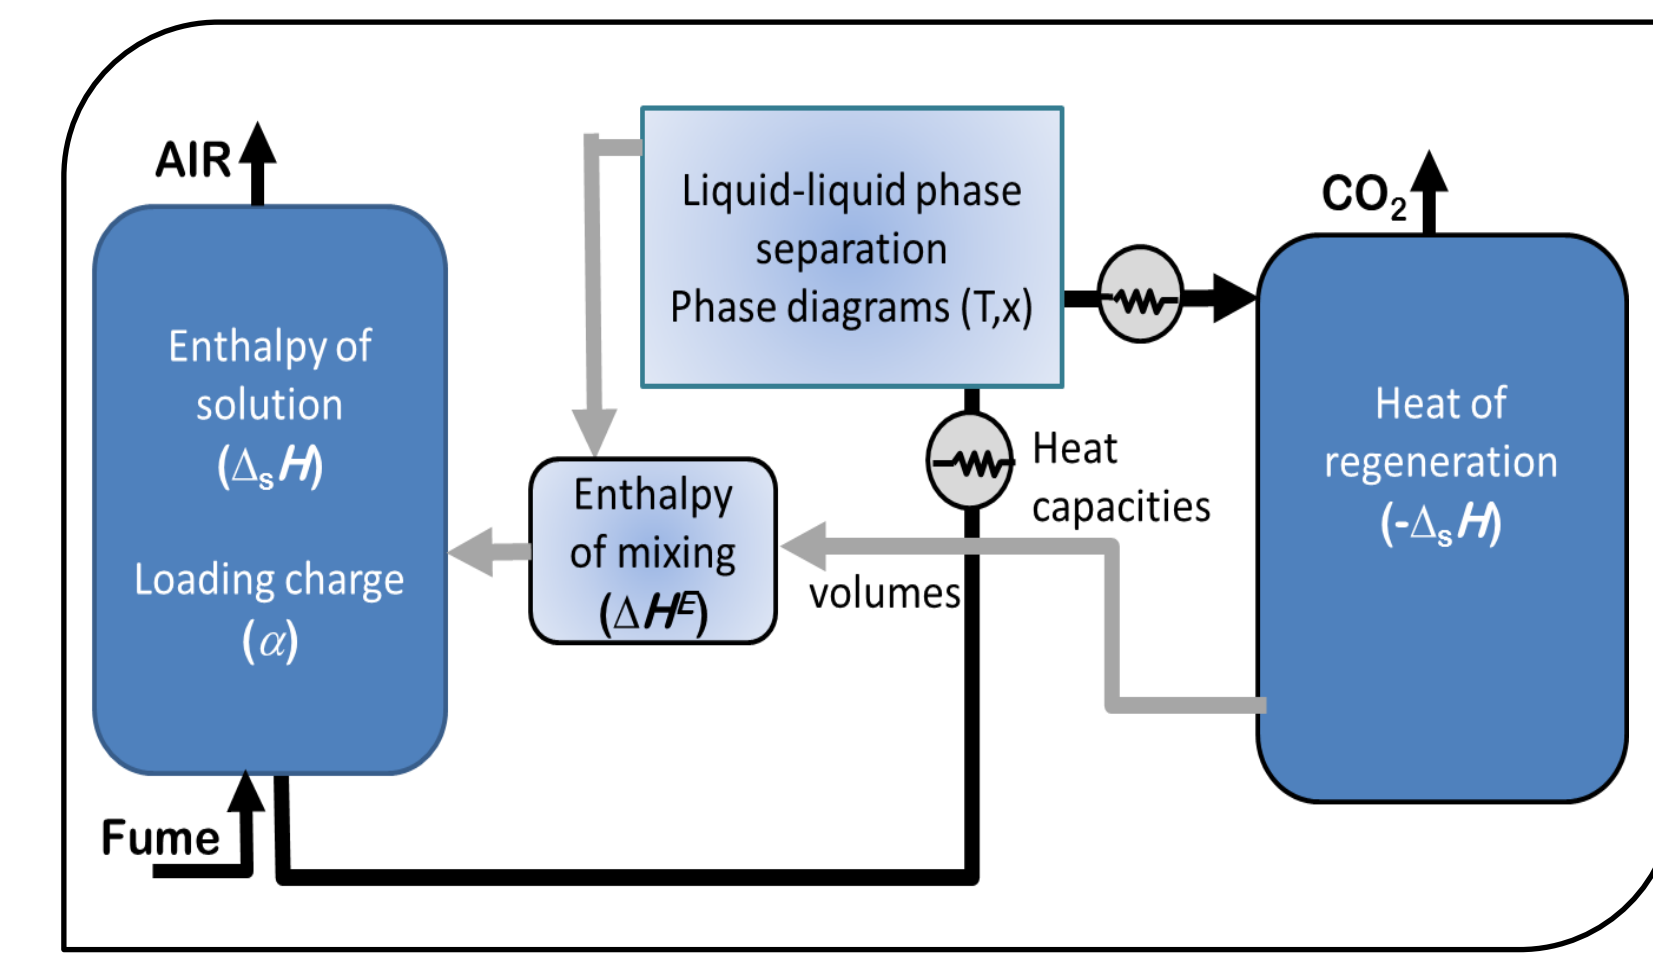 AIR
Enthalpy of
solution
(ΔsH)
Loading charge
(α)
Fume
Liquid-liquid phase
separation
Phase diagrams (T,x)
Enthalpy
of mixing
(ΔHᴱ)
Heat
capacities
volumes
CO₂
Heat of
regeneration
(-ΔsH)